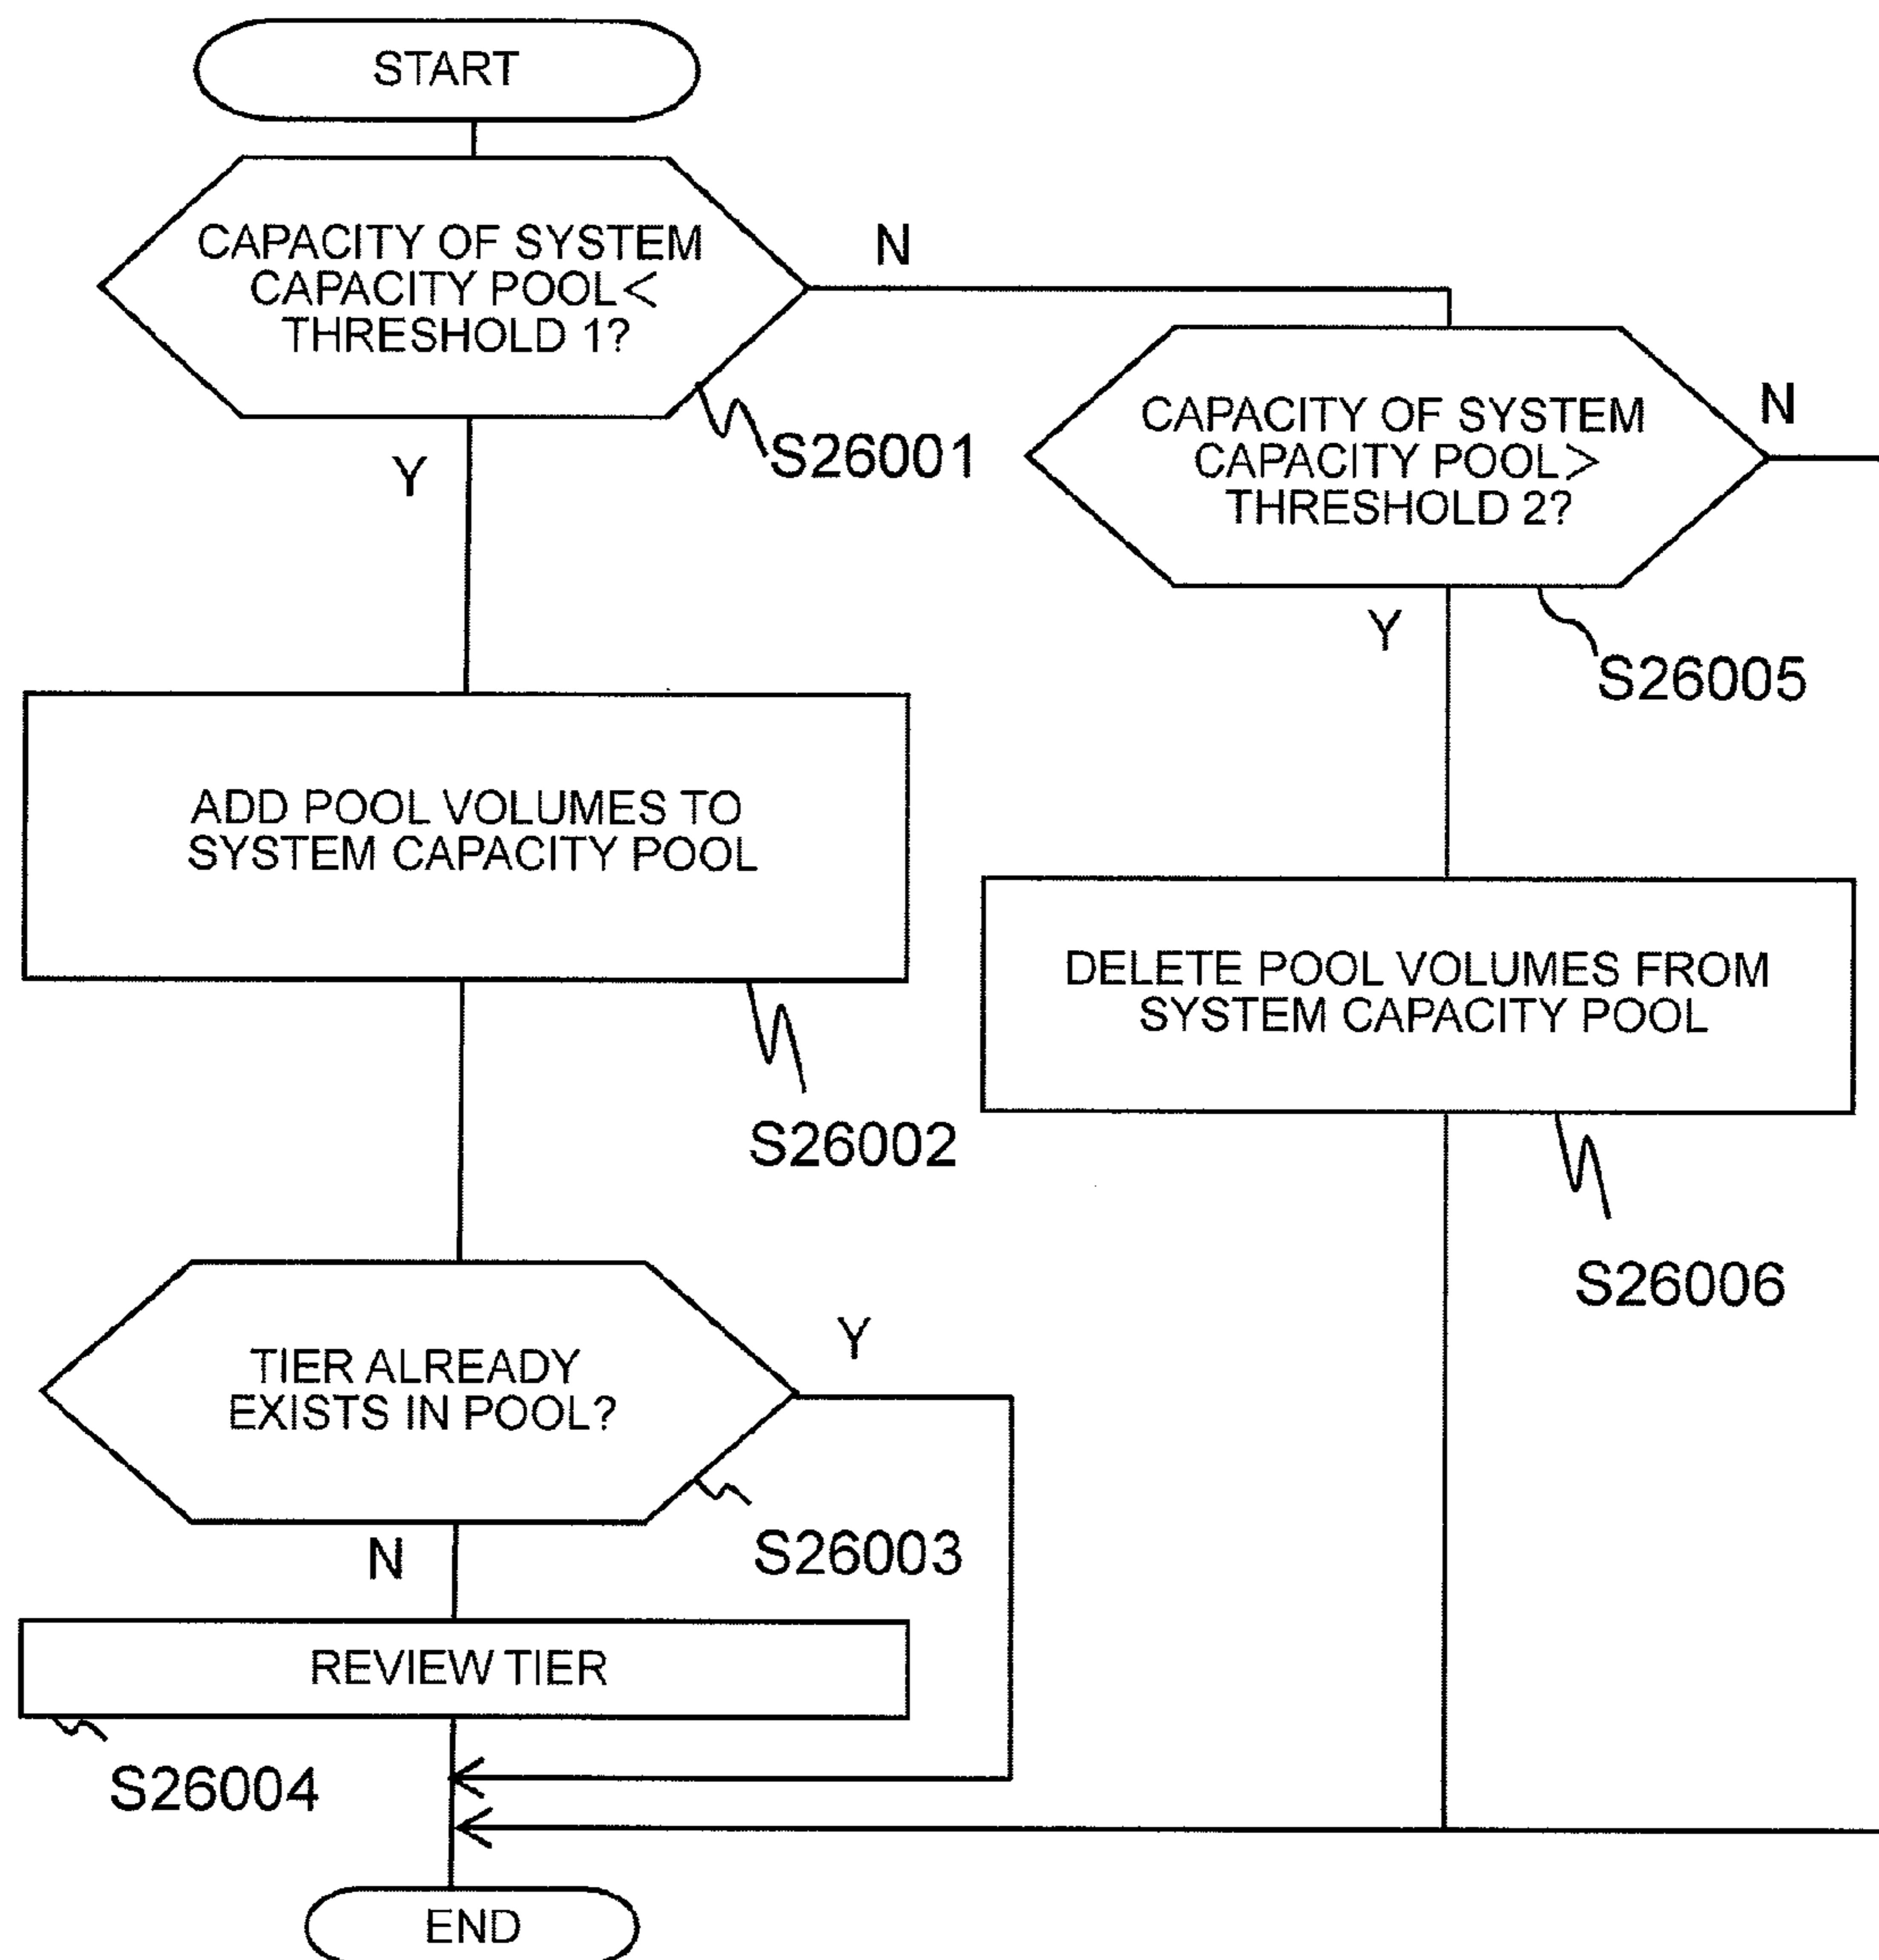 START
CAPACITY OF SYSTEM
CAPACITY POOL<
THRESHOLD 1?
N
S26001
Y
CAPACITY OF SYSTEM
CAPACITY POOL>
THRESHOLD 2?
N
Y
S26005
ADD POOL VOLUMES TO
SYSTEM CAPACITY POOL
S26002
DELETE POOL VOLUMES FROM
SYSTEM CAPACITY POOL
S26006
TIER ALREADY
EXISTS IN POOL?
Y
S26003
N
REVIEW TIER
S26004
END